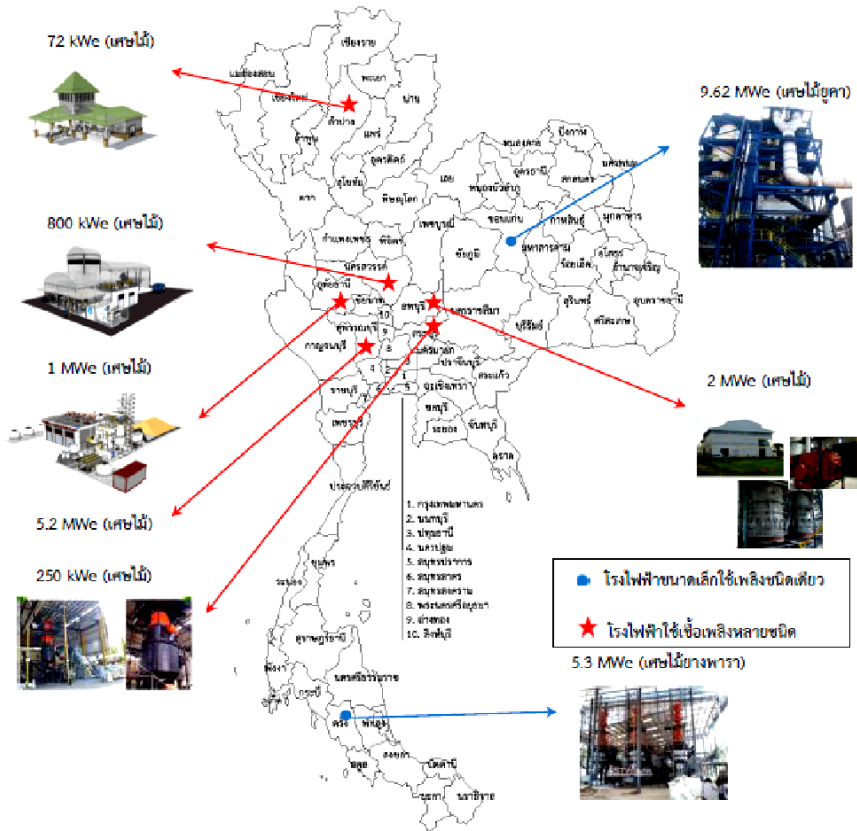 72 kWe (เศษไม้)
9.62 MWe (เศษไม้ยูคา)
800 kWe (เศษไม้)
1 MWe (เศษไม้)
2 MWe (เศษไม้)
5.2 MWe (เศษไม้)
250 kWe (เศษไม้)
5.3 MWe (เศษไม้ยางพารา)
เชียงราย
แม่ฮ่องสอน
พะเยา
เชียงใหม่
น่าน
ลำปาง
แพร่
ลำพูน
อุตรดิตถ์
บึงกาฬ
หนองคาย
เลย
อุดรธานี
นครพนม
สกลนคร
หนองบัวลำภู
สุโขทัย
ตาก
พิษณุโลก
เพชรบูรณ์
ขอนแก่น
กาฬสินธุ์
มุกดาหาร
กำแพงเพชร
พิจิตร
ชัยภูมิ
มหาสารคาม
ร้อยเอ็ด
ยโสธร
อำนาจเจริญ
นครสวรรค์
อุทัยธานี
ชัยนาท
ลพบุรี
นครราชสีมา
บุรีรัมย์
สุรินทร์
ศรีสะเกษ
อุบลราชธานี
สุพรรณบุรี
10
9
8
สระบุรี
กาญจนบุรี
นครนายก
ปราจีนบุรี
สระแก้ว
4
2
3
1
5
6
7
ราชบุรี
ฉะเชิงเทรา
ชลบุรี
เพชรบุรี
ระยอง
จันทบุรี
ตราด
ประจวบคีรีขันธ์
1. กรุงเทพมหานคร
2. นนทบุรี
3. ปทุมธานี
4. นครปฐม
5. สมุทรปราการ
6. สมุทรสาคร
7. สมุทรสงคราม
8. พระนครศรีอยุธยา
9. อ่างทอง
10. สิงห์บุรี
โรงไฟฟ้าขนาดเล็กใช้เพลิงชนิดเดียว
โรงไฟฟ้าใช้เชื้อเพลิงหลายชนิด
ชุมพร
ระนอง
สุราษฎร์ธานี
พังงา
กระบี่
นครศรีธรรมราช
ตรัง
พัทลุง
สตูล
สงขลา
ปัตตานี
ยะลา
นราธิวาส